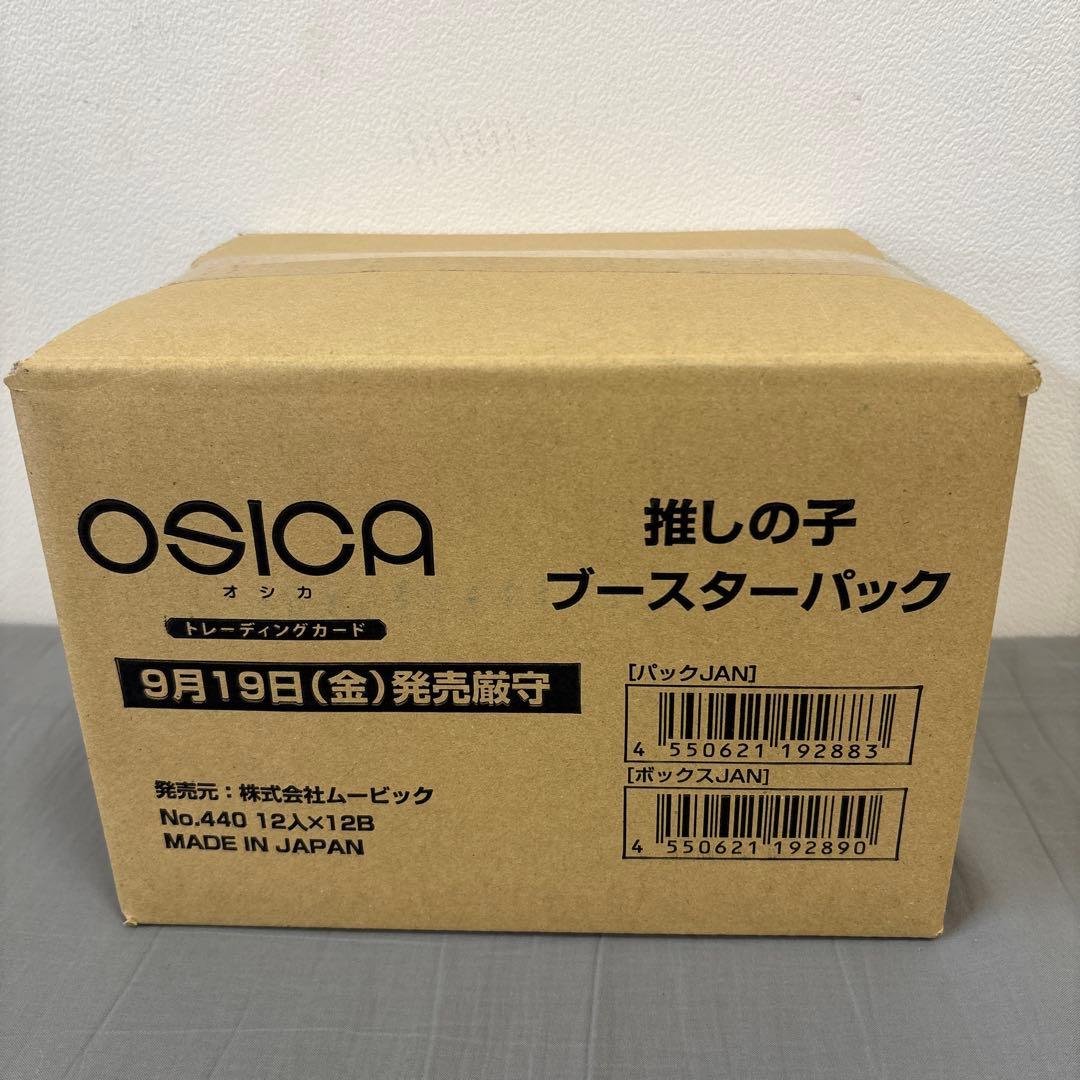 OSICA
オシカ
トレーディングカード
9月19日(金)発売厳守
発売元:株式会社ムービック
No.440 12入×12B
MADE IN JAPAN
推しの子
ブースターパック
[パックJAN]
4 550621 192883
[ボックスJAN]
4 550621 192890